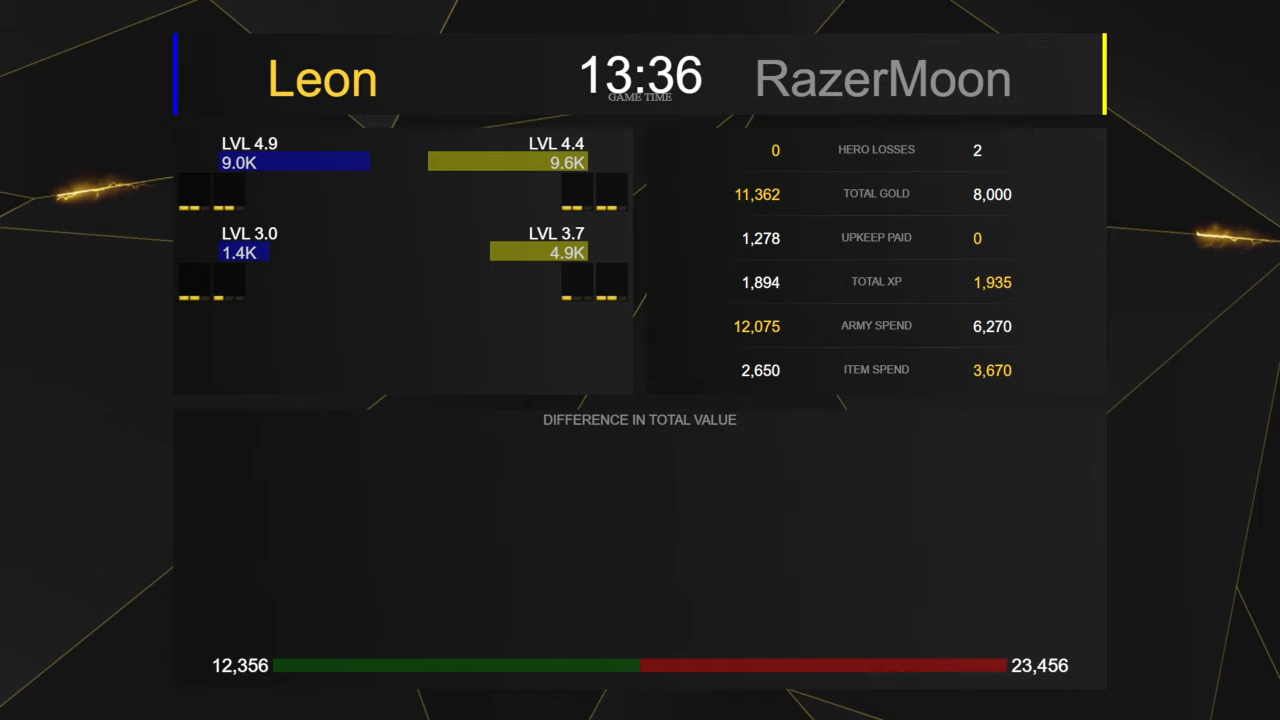 Leon 13:36 RazerMoon
GAME TIME
LVL 4.9 LVL 4.4
9.0K 9.6K
LVL 3.0 LVL 3.7
1.4K 4.9K
0 HERO LOSSES 2
11,362 TOTAL GOLD 8,000
1,278 UPKEEP PAID 0
1,894 TOTAL XP 1,935
12,075 ARMY SPEND 6,270
2,650 ITEM SPEND 3,670
DIFFERENCE IN TOTAL VALUE
12,356 23,456